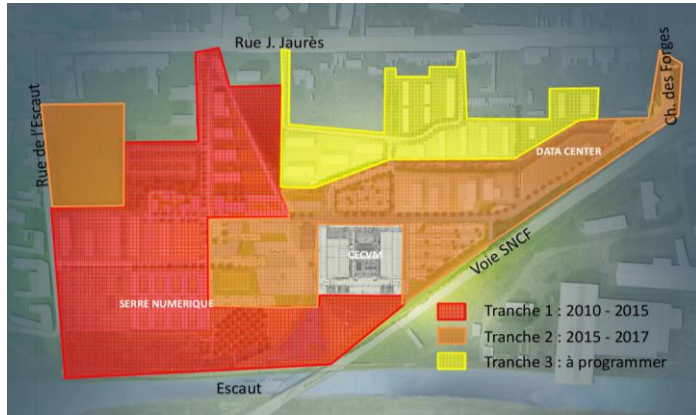 Rue J. Jaurès
Ch. des Forges
Rue de l'Escaut
DATA CENTER
CECVM
Voie SNCF
SERRE NUMERIQUE
Tranche 1 : 2010 - 2015
Tranche 2 : 2015 - 2017
Tranche 3 : à programmer
Escaut